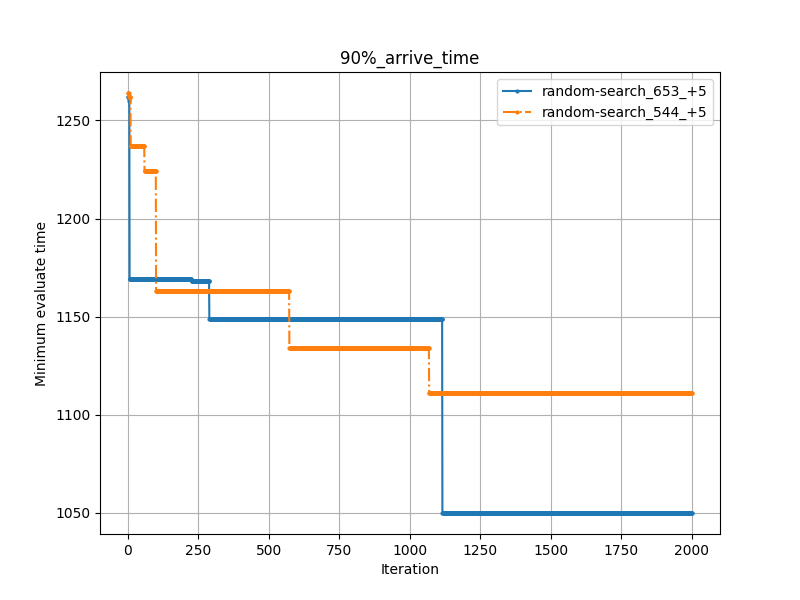 90%_arrive_time
random-search_653_+5
random-search_544_+5
Minimum evaluate time
1250
1200
1150
1100
1050
0 250 500 750 1000 1250 1500 1750 2000
Iteration